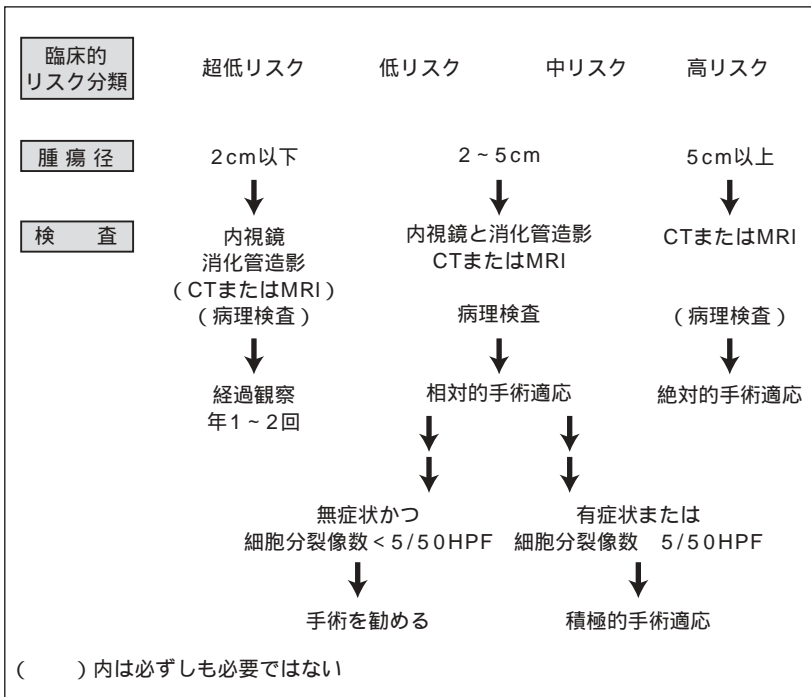 臨床的
リスク分類
超低リスク 低リスク 中リスク 高リスク
腫瘍径 2cm以下 2~5cm 5cm以上
検 査
内視鏡
消化管造影
(CTまたはMRI)
(病理検査)
内視鏡と消化管造影
CTまたはMRI
病理検査
CTまたはMRI
(病理検査)
経過観察
年1~2回
相対的手術適応
絶対的手術適応
無症状かつ
細胞分裂像数<5/50HPF
有症状または
細胞分裂像数 5/50HPF
手術を勧める
積極的手術適応
( )内は必ずしも必要ではない